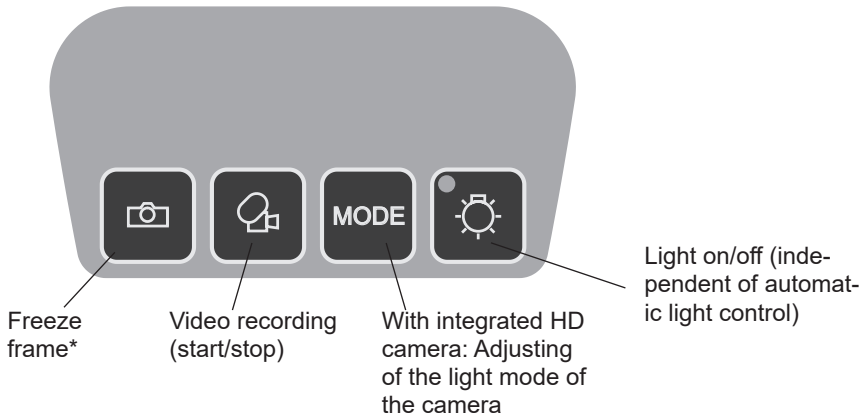 MODE
Freeze
frame*
Video recording
(start/stop)
With integrated HD
camera: Adjusting
of the light mode of
the camera
Light on/off (inde-
pendent of automat-
ic light control)